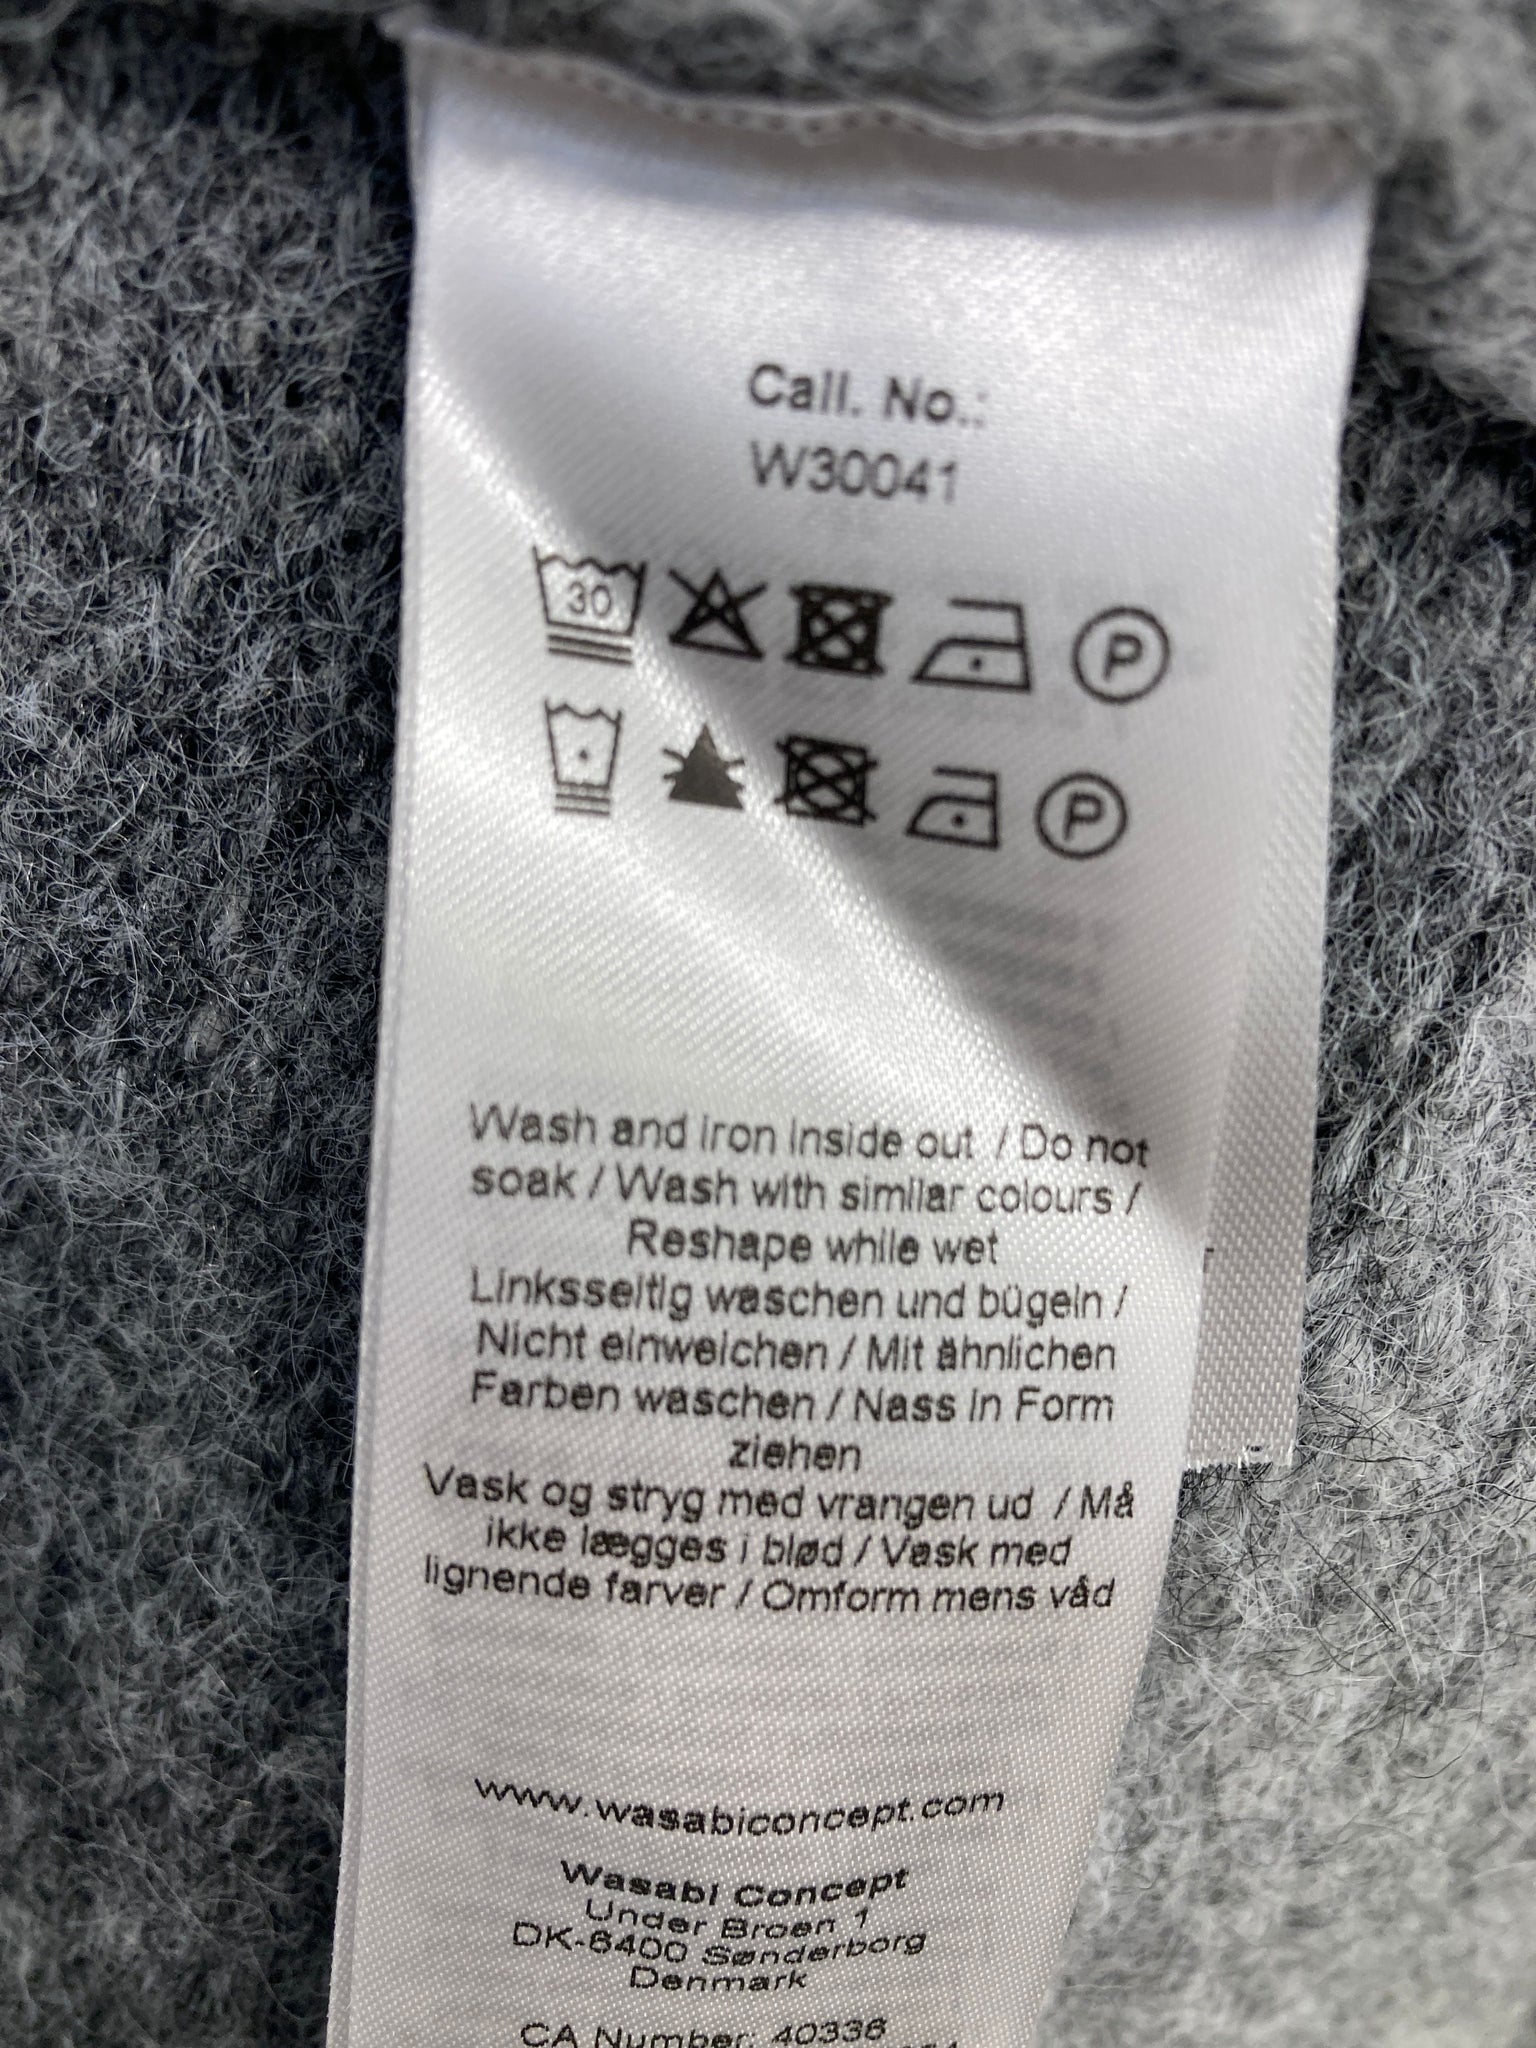 Call. No.:
W30041
30
P
P
Wash and iron inside out / Do not
soak / Wash with similar colours /
Reshape while wet
Linksseitig waschen und bügeln /
Nicht einweichen / Mit ähnlichen
Farben waschen / Nass in Form
ziehen
Vask og stryg med vrangen ud / Må
ikke lægges i blød / Vask med
lignende farver / Omform mens våd
www.wasabiconcept.com
Wasabi Concept
Under Broen 1
DK-6400 Sønderborg
Denmark
CA Number: 40336